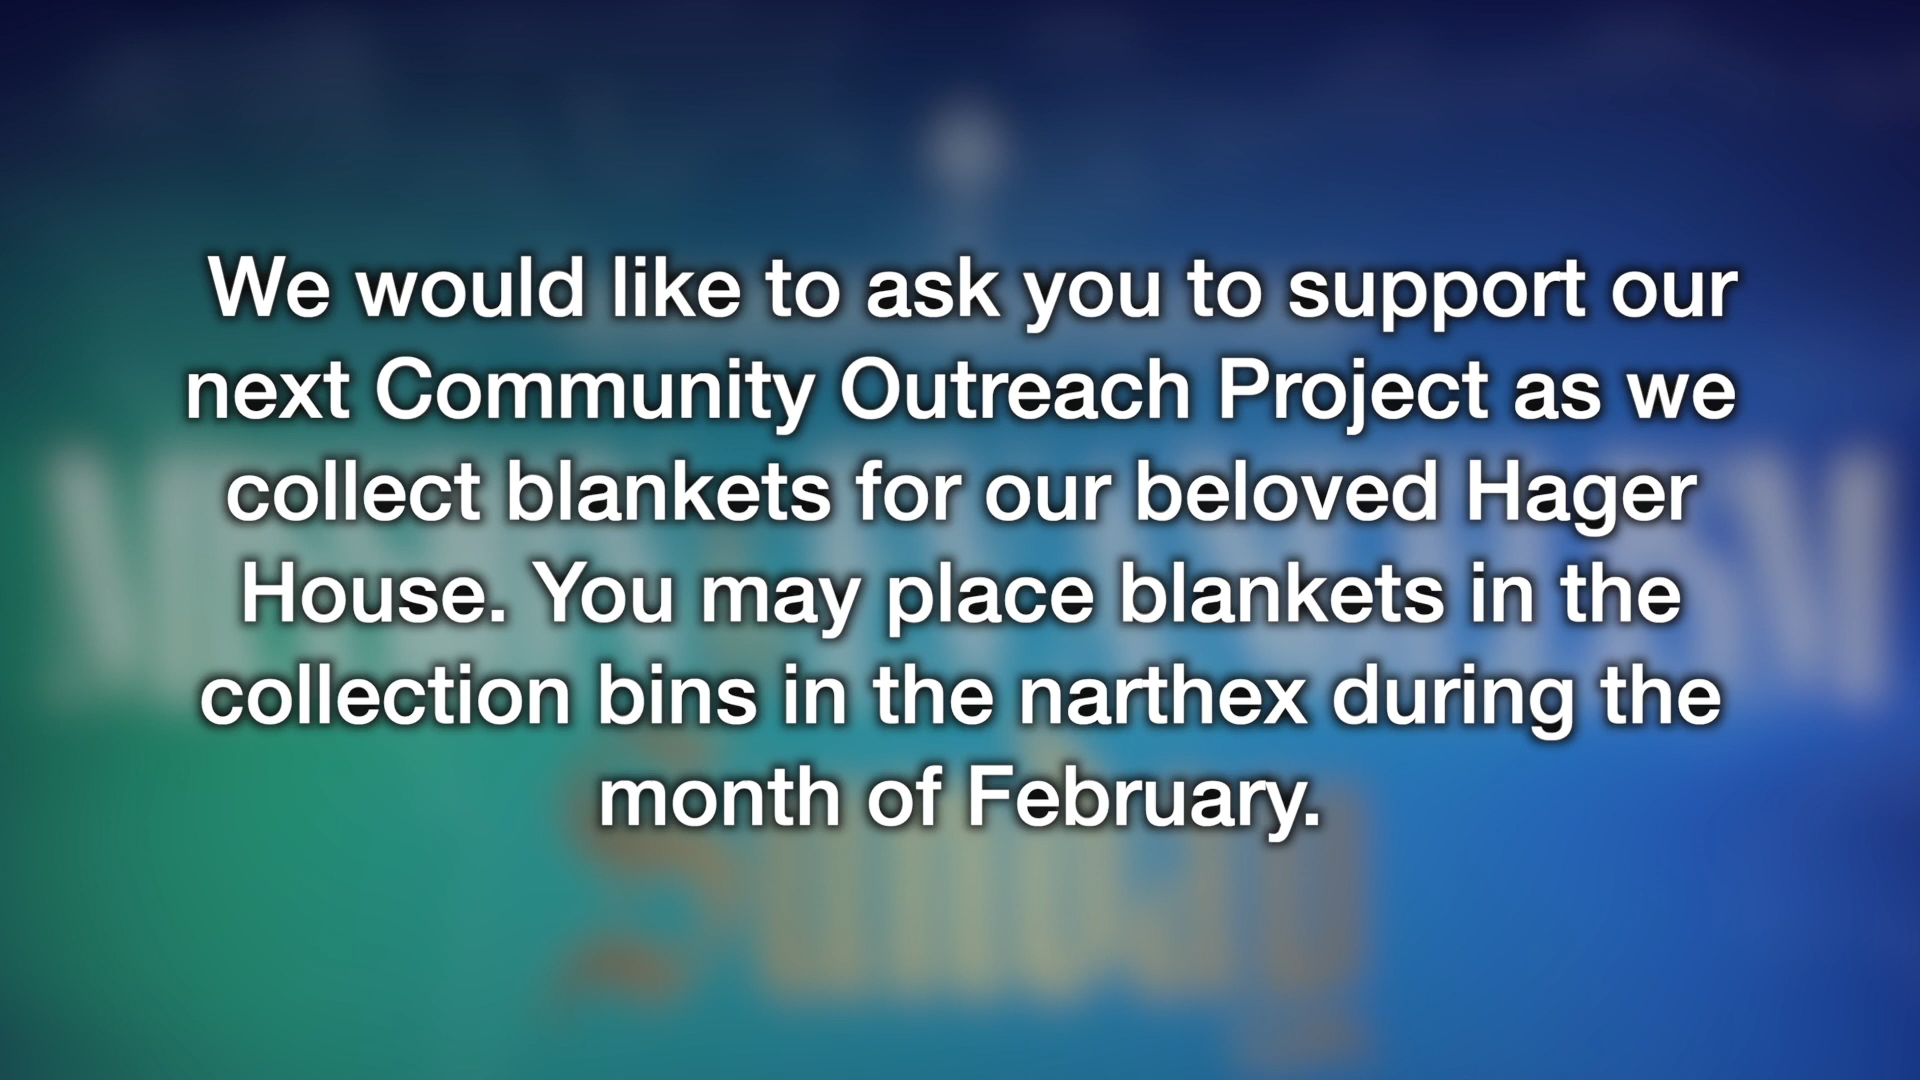 We would like to ask you to support our
next Community Outreach Project as we
collect blankets for our beloved Hager
House. You may place blankets in the
collection bins in the narthex during the
month of February.